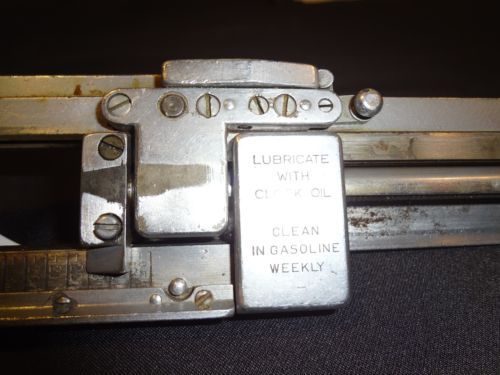 LUBRICATE
WITH
CLOCK OIL
CLEAN
IN GASOLINE
WEEKLY